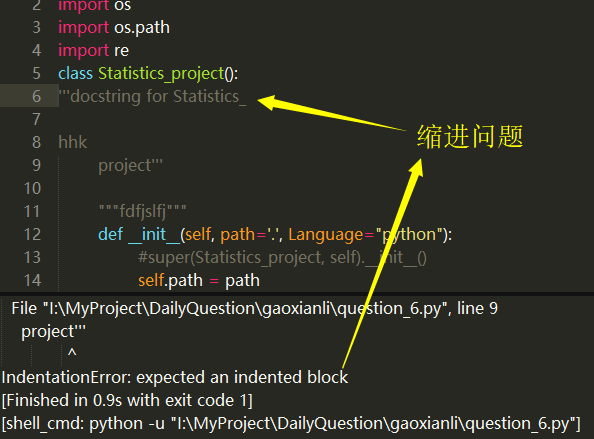 2 import os
3 import os.path
4 import re
5 class Statistics_project():
6 '''docstring for Statistics_
7
8 hhk
9 project'''
10
11 """fdfjslfj"""
12 def __init__(self, path='.', Language="python"):
13 #super(Statistics_project, self).__init__()
14 self.path = path
缩进问题
File "I:\MyProject\DailyQuestion\gaoxianli\question_6.py", line 9
project'''
^
IndentationError: expected an indented block
[Finished in 0.9s with exit code 1]
[shell_cmd: python -u "I:\MyProject\DailyQuestion\gaoxianli\question_6.py"]